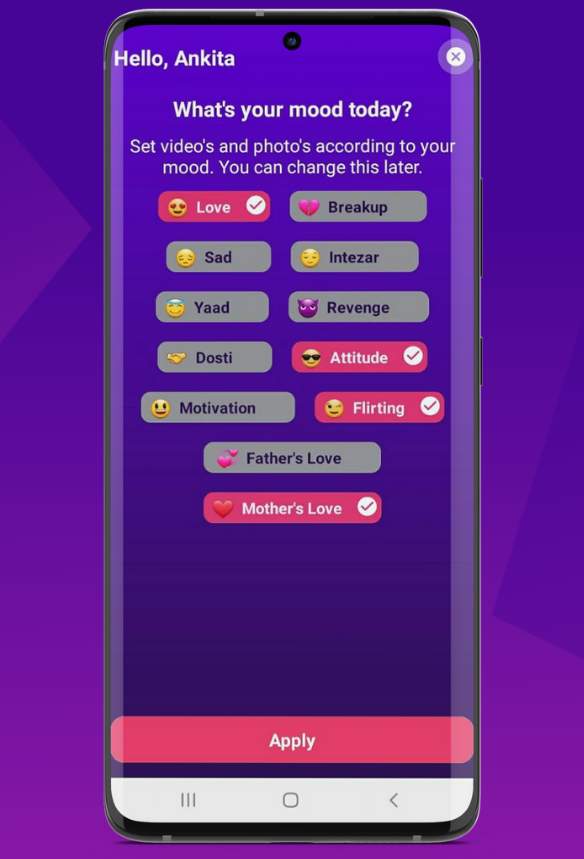 Hello, Ankita
What's your mood today?
Set video's and photo's according to your
mood. You can change this later.
Love
Breakup
Sad
Intezar
Yaad
Revenge
Dosti
Attitude
Motivation
Flirting
Father's Love
Mother's Love
Apply